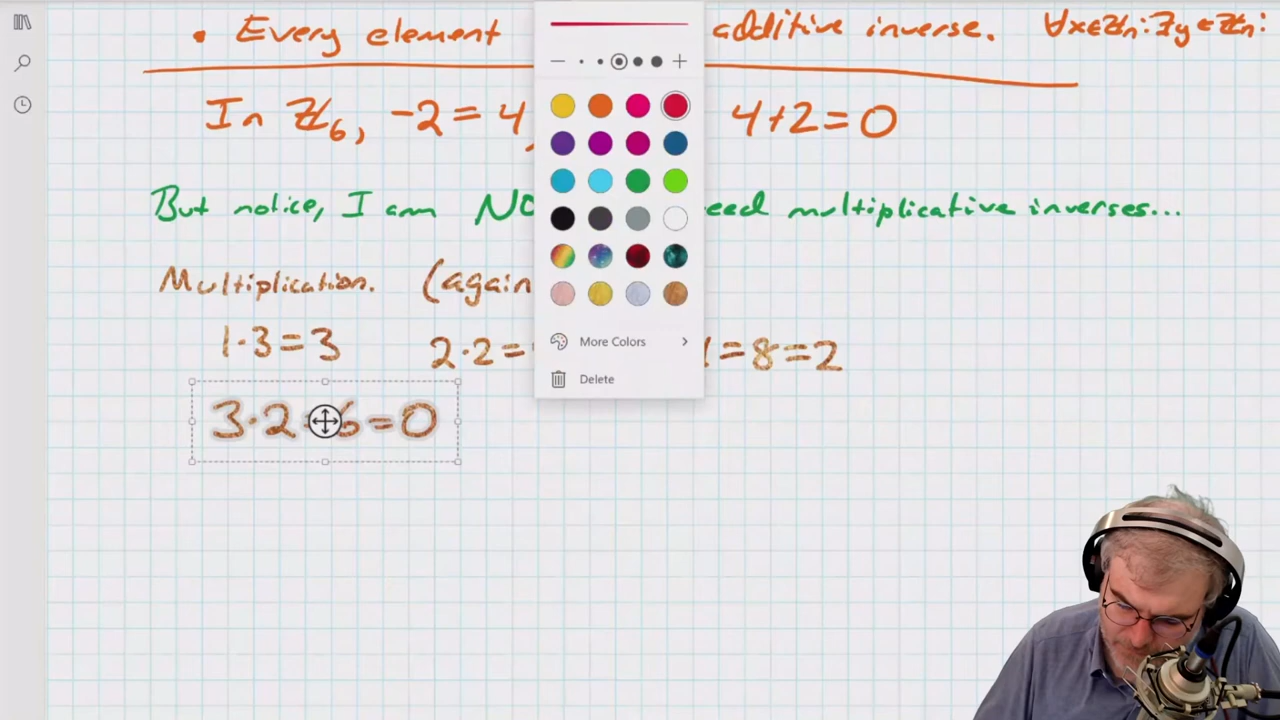 • Every element additive inverse. ∀x∈ℤn:∃y∈ℤn:
In ℤ6, -2 = 4, 4+2=0
But notice, I am NO eed multiplicative inverses...
Multiplication. (again
1·3=3 2·2= =8=2
3·2=6=0
More Colors
Delete